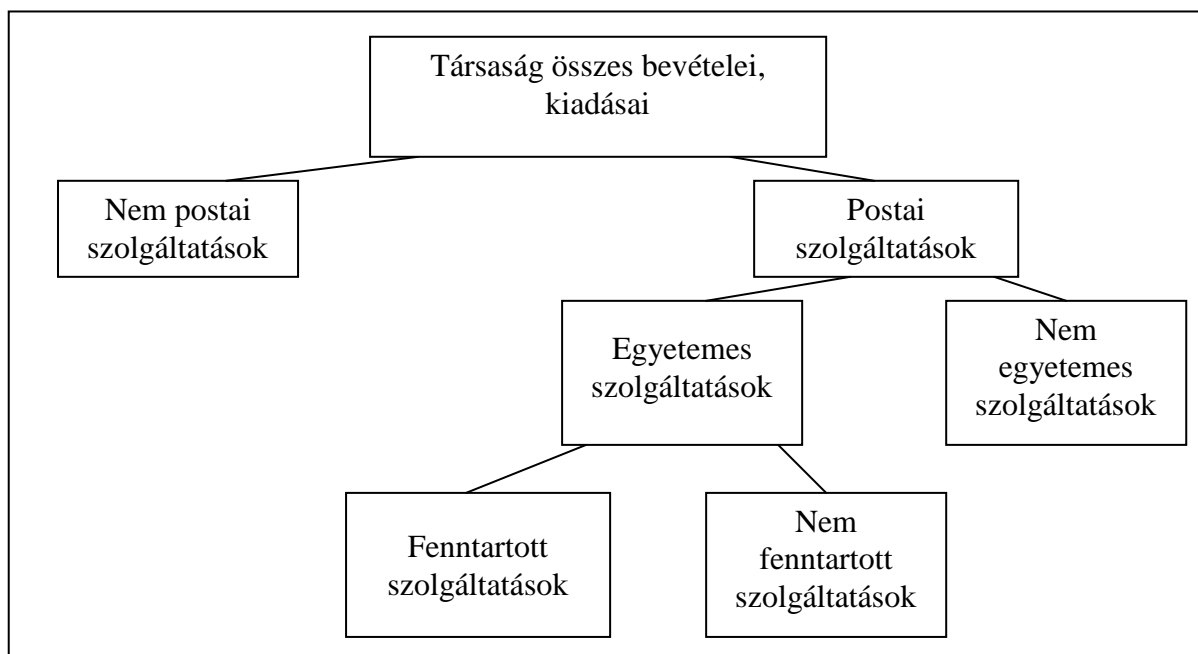 Társaság összes bevételei,
kiadásai
Nem postai
szolgáltatások
Postai
szolgáltatások
Egyetemes
szolgáltatások
Nem
egyetemes
szolgáltatások
Fenntartott
szolgáltatások
Nem
fenntartott
szolgáltatások